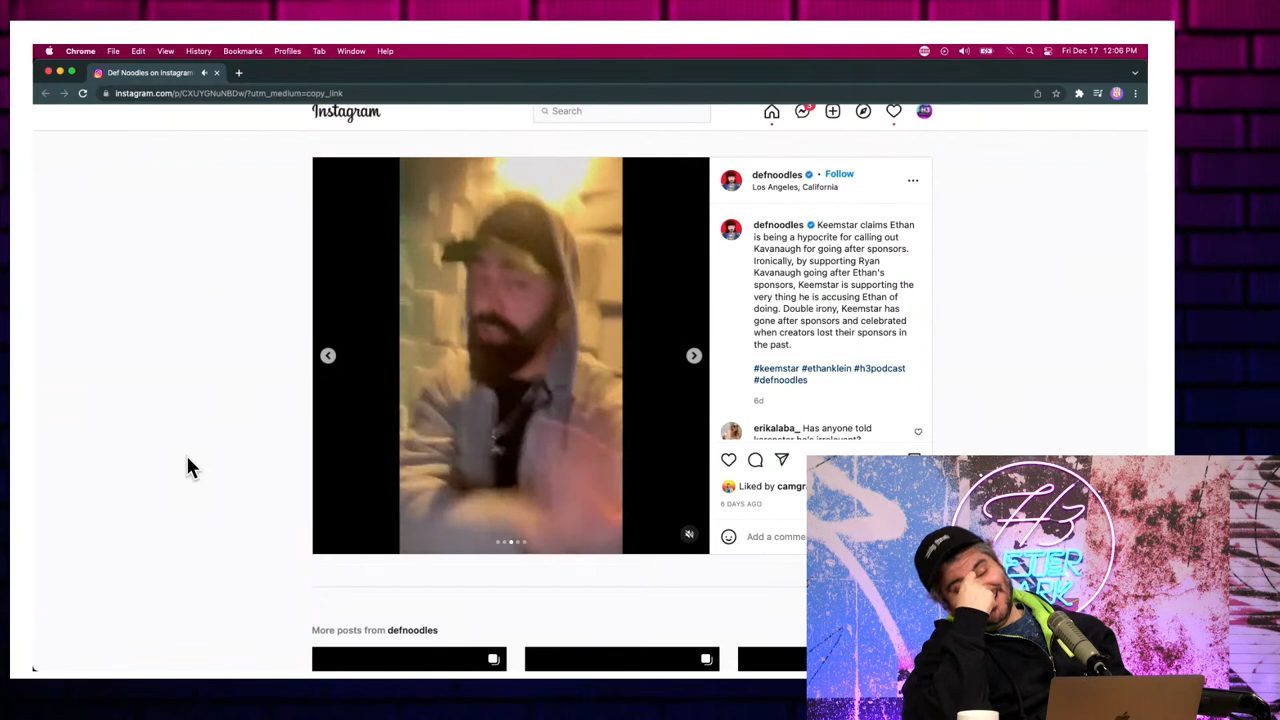 Chrome File Edit View History Bookmarks Profiles Tab Window Help
Fri Dec 17 12:06 PM
Def Noodles on Instagram
instagram.com/p/CXUYGNuNBDw/?utm_medium=copy_link
Instagram
Search
defnoodles • Follow
Los Angeles, California
defnoodles Keemstar claims Ethan
is being a hypocrite for calling out
Kavanaugh for going after sponsors.
Ironically, by supporting Ryan
Kavanaugh going after Ethan's
sponsors, Keemstar is supporting the
very thing he is accusing Ethan of
doing. Double irony, Keemstar has
gone after sponsors and celebrated
when creators lost their sponsors in
the past.
#keemstar #ethanklein #h3podcast
#defnoodles
6d
erikalaba_ Has anyone told
Liked by camgr
6 DAYS AGO
Add a comme
H3
ETER
ARK
More posts from defnoodles